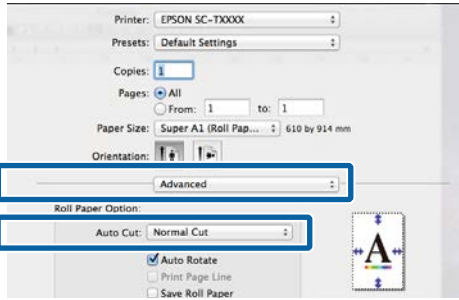 Printer: EPSON SC-TXXXX
Presets: Default Settings
Copies: 1
Pages: All
From: 1 to: 1
Paper Size: Super A1 (Roll Pap... 610 by 914 mm
Orientation:
Advanced
Roll Paper Option:
Auto Cut: Normal Cut
Auto Rotate
Print Page Line
Save Roll Paper
A